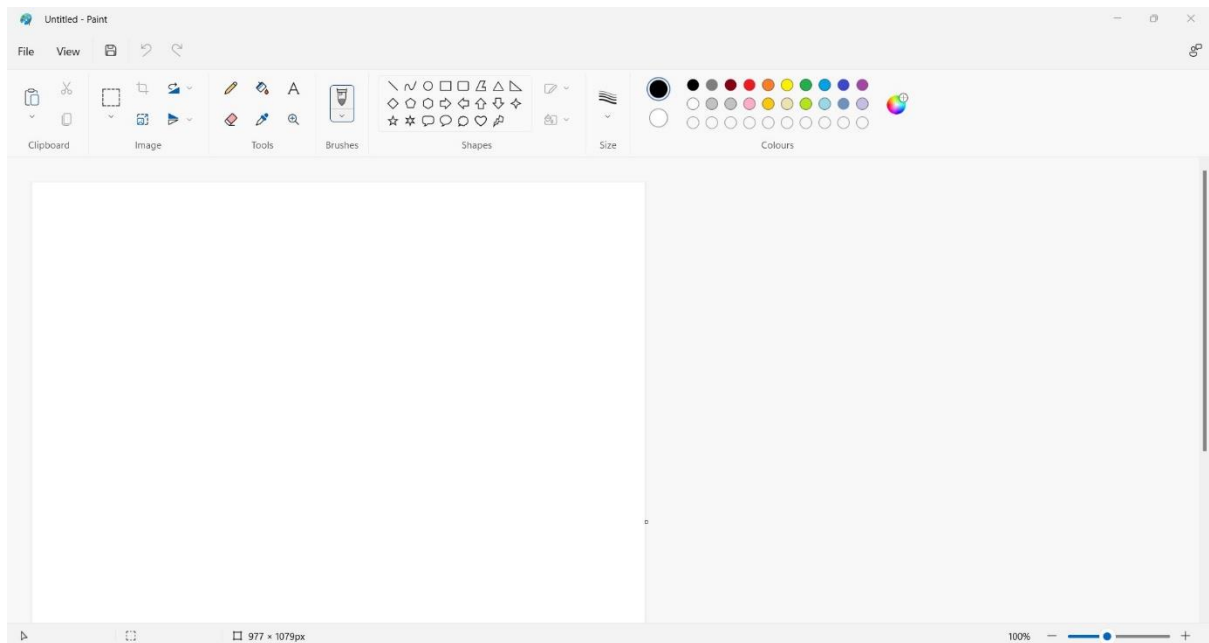 Untitled - Paint
File View
A
Clipboard Image Tools Brushes Shapes Size Colours
977 × 1079px 100%